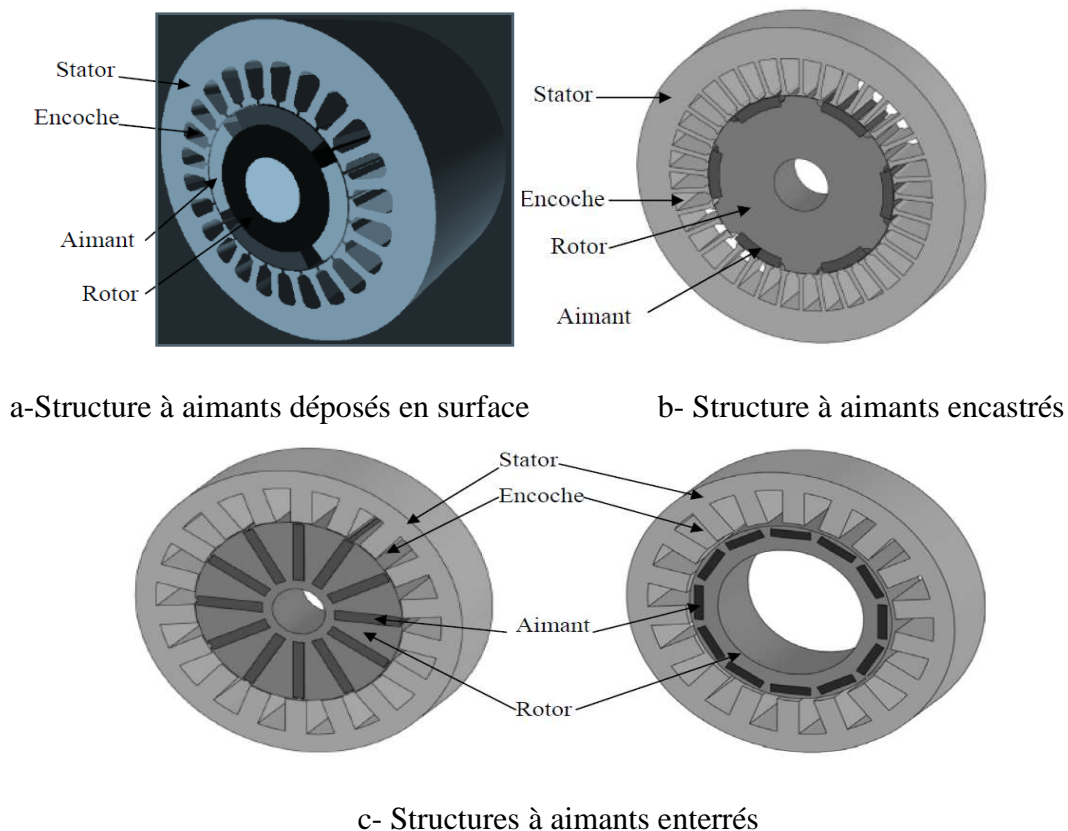 Stator
Encoche
Aimant
Rotor
Stator
Encoche
Rotor
Aimant
a-Structure à aimants déposés en surface
b- Structure à aimants encastrés
Stator
Encoche
Aimant
Rotor
c- Structures à aimants enterrés